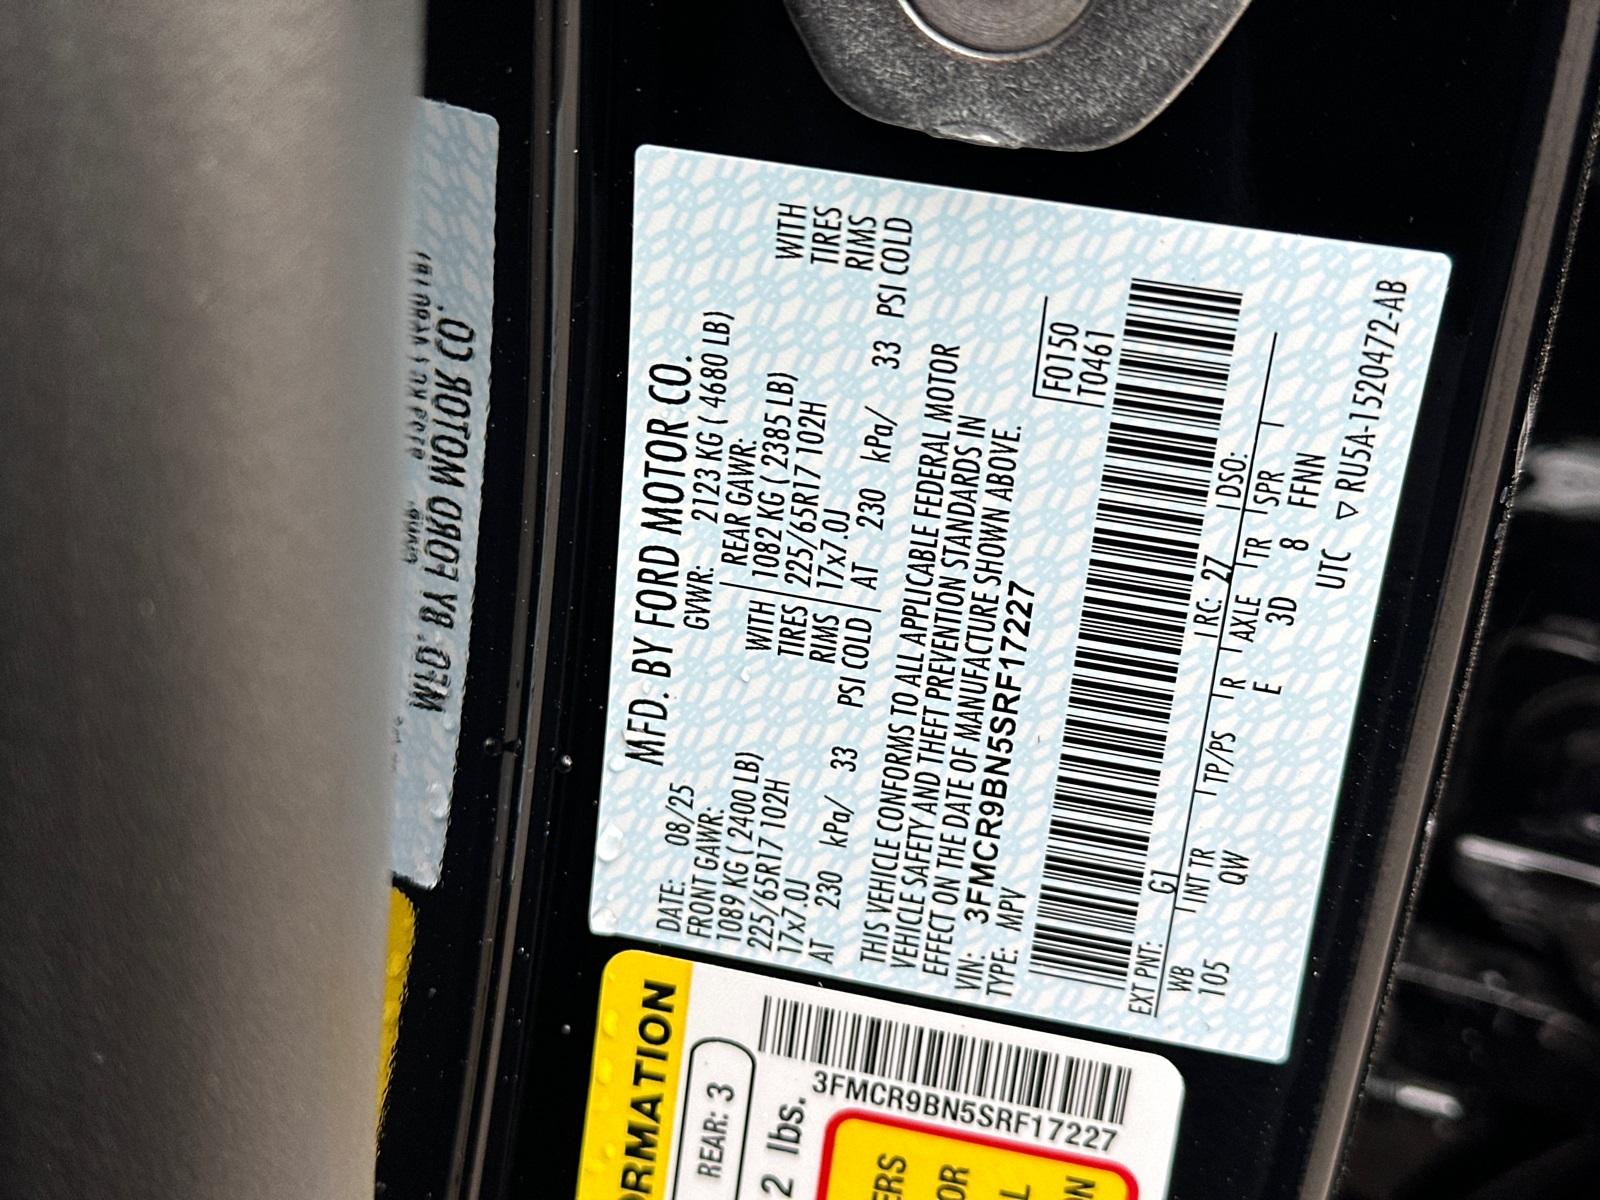 MFD. BY FORD MOTOR CO.
DATE: 08/25 GVWR: 2123 KG ( 4680 LB)
FRONT GAWR: REAR GAWR:
1089 KG ( 2400 LB) WITH 1082 KG ( 2385 LB) WITH
225/65R17 102H TIRES 225/65R17 102H TIRES
17x7.0J RIMS 17x7.0J RIMS
AT 230 kPa/ 33 PSI COLD AT 230 kPa/ 33 PSI COLD
THIS VEHICLE CONFORMS TO ALL APPLICABLE FEDERAL MOTOR
VEHICLE SAFETY AND THEFT PREVENTION STANDARDS IN
EFFECT ON THE DATE OF MANUFACTURE SHOWN ABOVE.
VIN: 3FMCR9BN5SRF17227
TYPE: MPV
F0150
T0461
EXT PNT: G1 RC: 27 DSO:
WB INT TR TP/PS R AXLE TR SPR
105 QW E 3D 8 FFNN
UTC ▽ RU5A-1520472-AB
ORMATION
REAR: 3
2 lbs.
3FMCR9BN5SRF17227
ERS
OR
L
ON
MFD. BY FORD MOTOR CO.